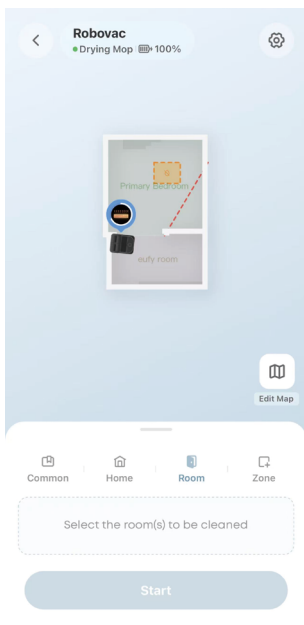 Robovac
Drying Mop 100%
Primary Bedroom
eufy room
Edit Map
Common Home Room Zone
Select the room(s) to be cleaned
Start